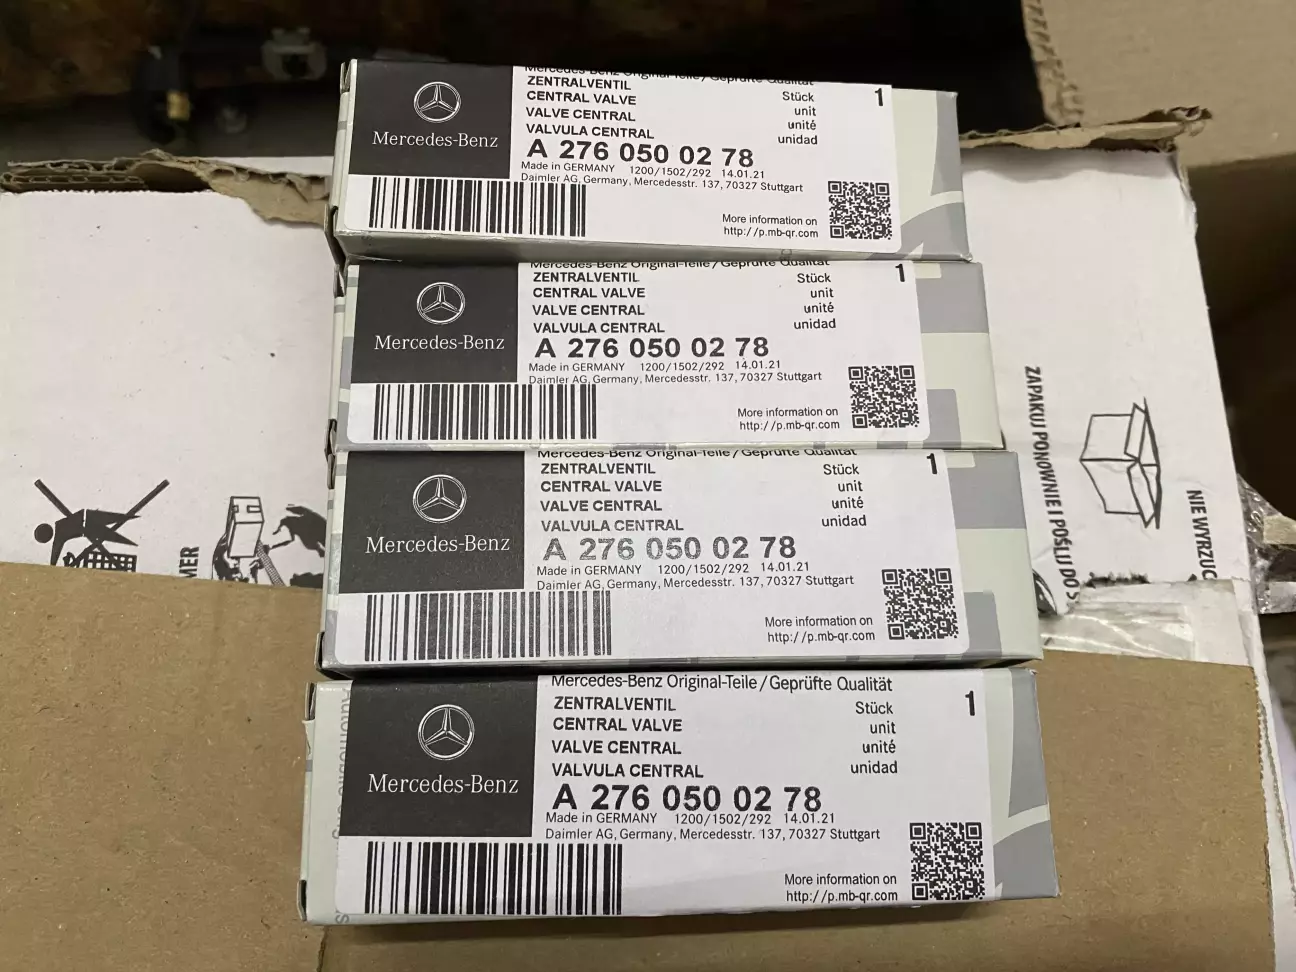 Mercedes-Benz Original-Teile/Geprüfte Qualität
ZENTRALVENTIL Stück 1
CENTRAL VALVE unit
VALVE CENTRAL unité
VALVULA CENTRAL unidad
Mercedes-Benz
A 276 050 02 78
Made in GERMANY 1200/1502/292 14.01.21
Daimler AG, Germany, Mercedesstr. 137, 70327 Stuttgart
More information on
http://p.mb-qr.com
Mercedes-Benz Original-Teile/Geprüfte Qualität
ZENTRALVENTIL Stück 1
CENTRAL VALVE unit
VALVE CENTRAL unité
VALVULA CENTRAL unidad
Mercedes-Benz
A 276 050 02 78
Made in GERMANY 1200/1502/292 14.01.21
Daimler AG, Germany, Mercedesstr. 137, 70327 Stuttgart
More information on
http://p.mb-qr.com
Mercedes-Benz Original-Teile/Geprüfte Qualität
ZENTRALVENTIL Stück 1
CENTRAL VALVE unit
VALVE CENTRAL unité
VALVULA CENTRAL unidad
Mercedes-Benz
A 276 050 02 78
Made in GERMANY 1200/1502/292 14.01.21
Daimler AG, Germany, Mercedesstr. 137, 70327 Stuttgart
More information on
http://p.mb-qr.com
Mercedes-Benz Original-Teile/Geprüfte Qualität
ZENTRALVENTIL Stück 1
CENTRAL VALVE unit
VALVE CENTRAL unité
VALVULA CENTRAL unidad
Mercedes-Benz
A 276 050 02 78
Made in GERMANY 1200/1502/292 14.01.21
Daimler AG, Germany, Mercedesstr. 137, 70327 Stuttgart
More information on
http://p.mb-qr.com
ZAPAKUJ PONOWNIE I POŚLIJ DO
NIE WYRZUC
MER